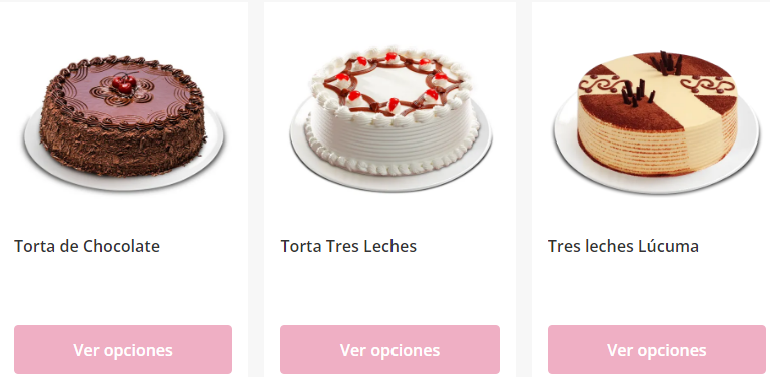 Torta de Chocolate
Torta Tres Leches
Tres leches Lúcuma
Ver opciones
Ver opciones
Ver opciones